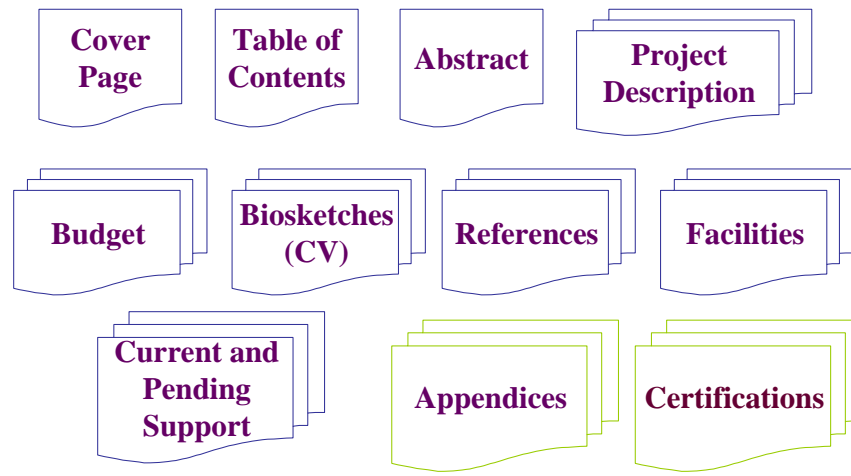 Cover
Page
Table of
Contents
Abstract
Project
Description
Budget
Biosketches
(CV)
References
Facilities
Current and
Pending
Support
Appendices
Certifications